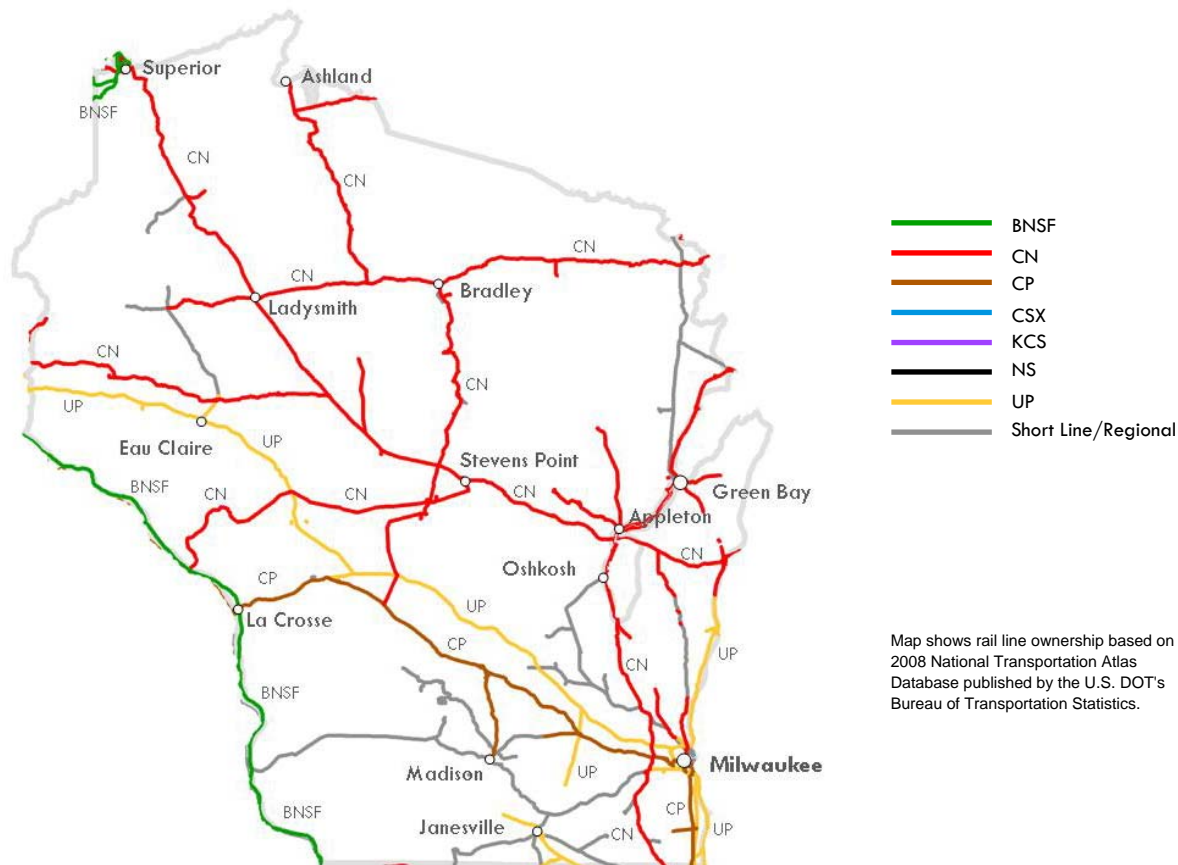 Superior
Ashland
BNSF
CN
CN
CN
CN
Bradley
Ladysmith
CN
CN
UP
Eau Claire
UP
Stevens Point
BNSF
CN
CN
CN
Green Bay
Appleton
CN
Oshkosh
CP
UP
La Crosse
CP
CN
UP
BNSF
Madison
UP
Milwaukee
BNSF
CP
Janesville
CN
UP
BNSF
CN
CP
CSX
KCS
NS
UP
Short Line/Regional
Map shows rail line ownership based on
2008 National Transportation Atlas
Database published by the U.S. DOT's
Bureau of Transportation Statistics.